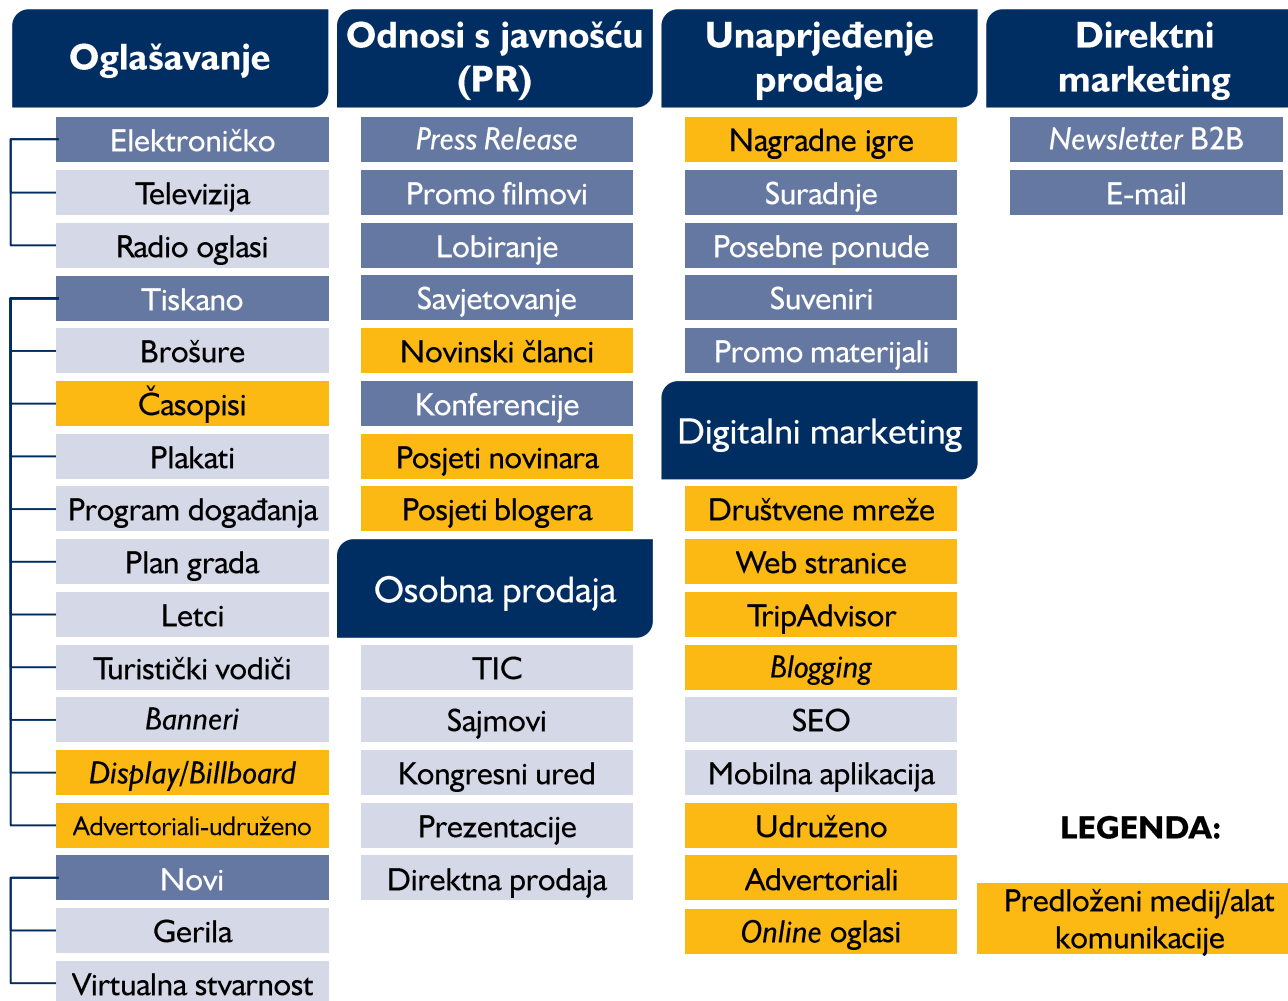 Oglašavanje
Elektroničko
Televizija
Radio oglasi
Tiskano
Brošure
Časopisi
Plakati
Program događanja
Plan grada
Letci
Turistički vodiči
Banneri
Display/Billboard
Advertoriali-udruženo
Novi
Gerila
Virtualna stvarnost
Odnosi s javnošću
(PR)
Press Release
Promo filmovi
Lobiranje
Savjetovanje
Novinski članci
Konferencije
Posjeti novinara
Posjeti blogera
Osobna prodaja
TIC
Sajmovi
Kongresni ured
Prezentacije
Direktna prodaja
Unaprjeđenje
prodaje
Nagradne igre
Suradnje
Posebne ponude
Suveniri
Promo materijali
Digitalni marketing
Društvene mreže
Web stranice
TripAdvisor
Blogging
SEO
Mobilna aplikacija
Udruženo
Advertoriali
Online oglasi
Direktni
marketing
Newsletter B2B
E-mail
LEGENDA:
Predloženi medij/alat
komunikacije